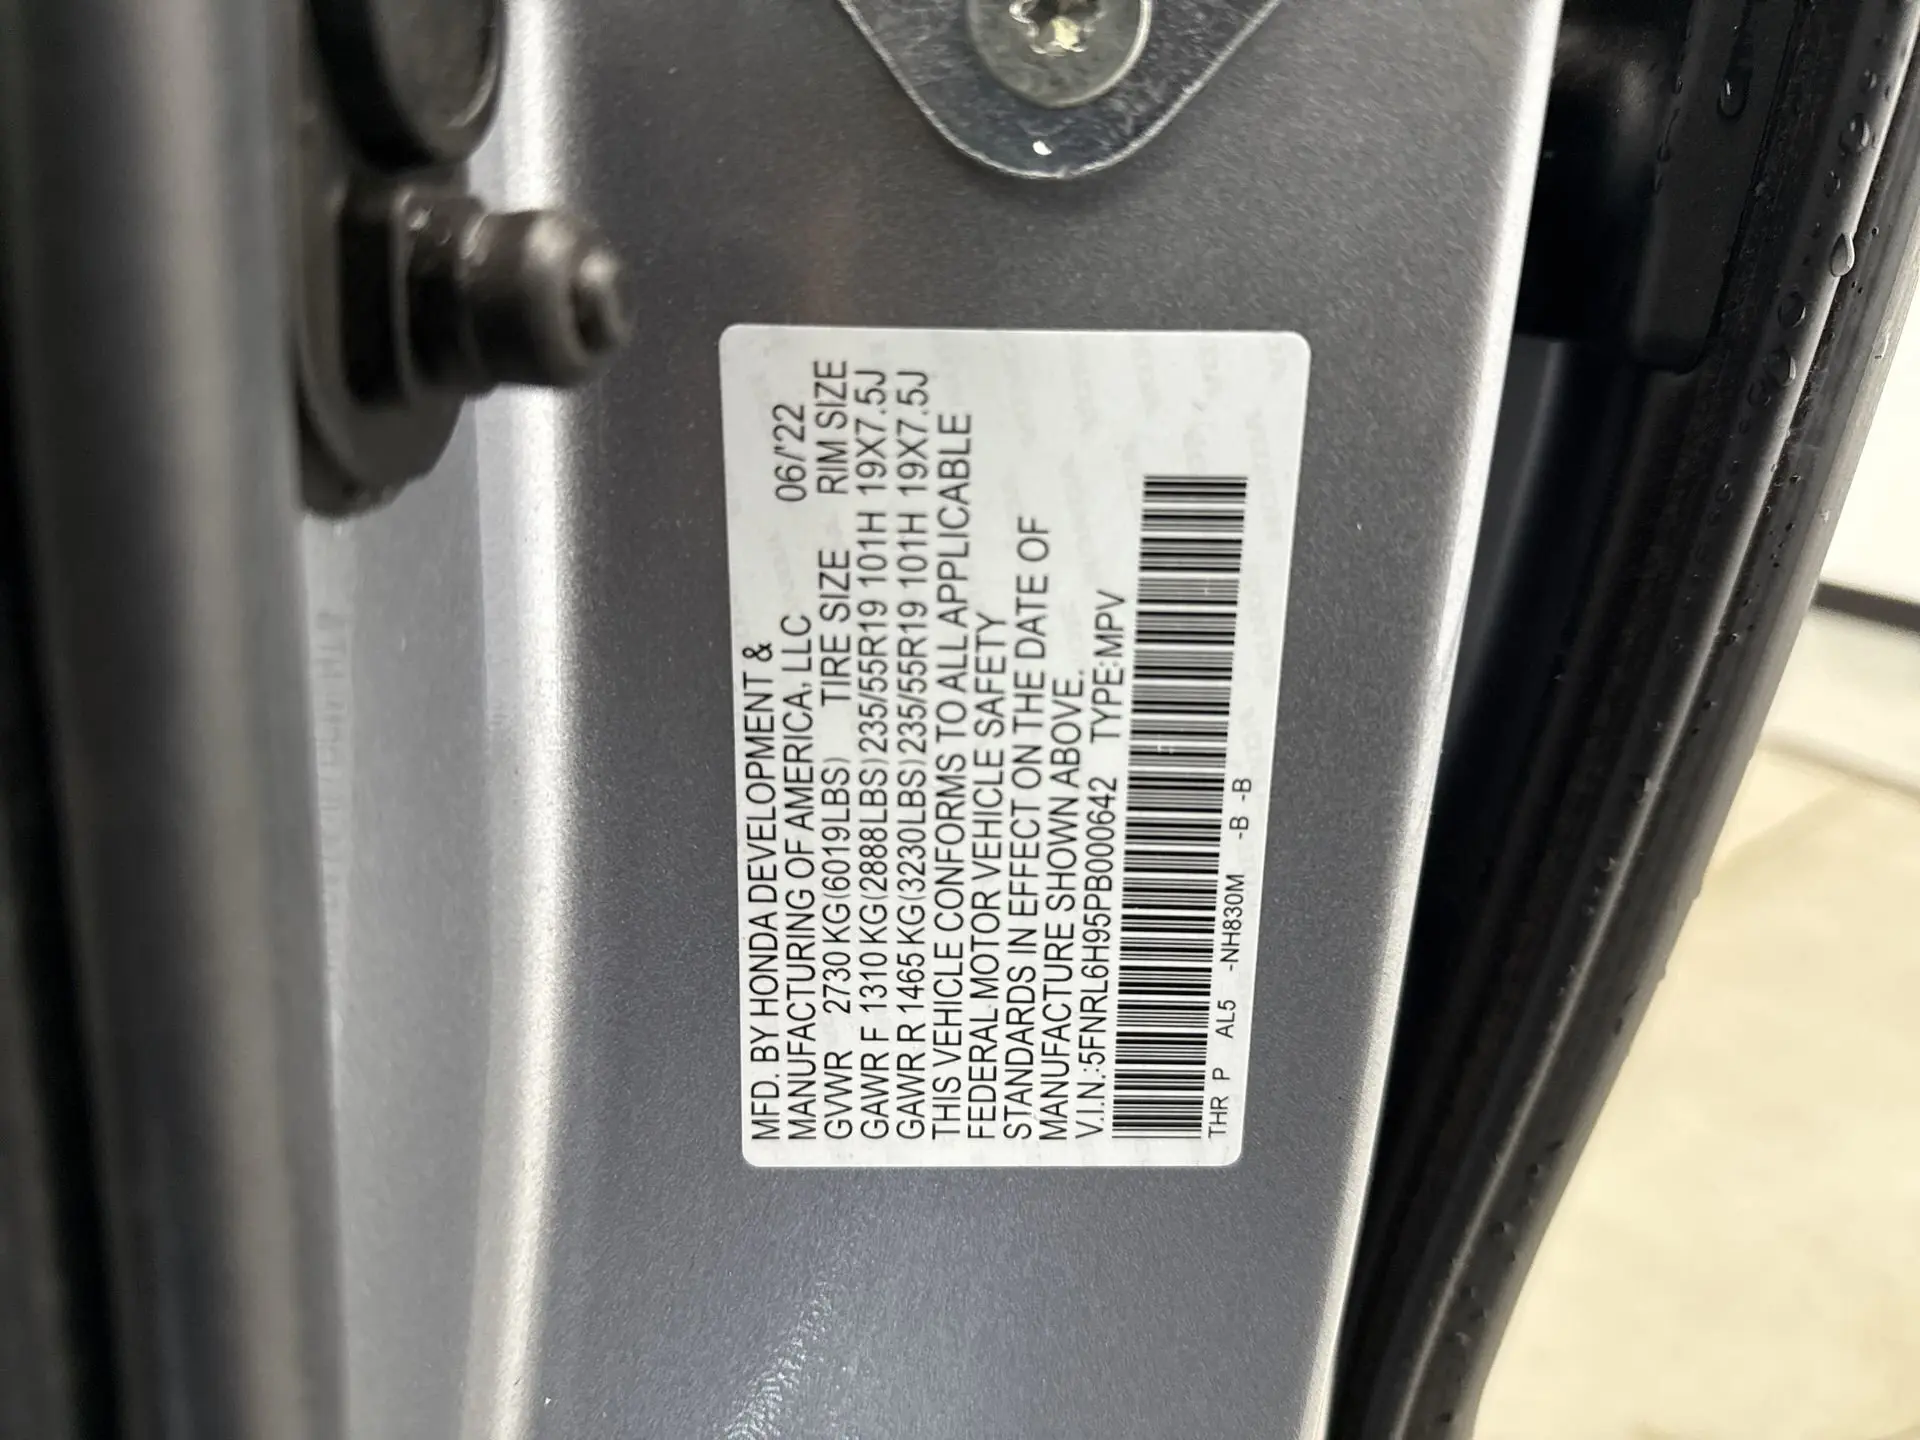 MFD. BY HONDA DEVELOPMENT &
MANUFACTURING OF AMERICA, LLC 06/'22
GVWR 2730 KG(6019LBS) TIRE SIZE RIM SIZE
GAWR F 1310 KG(2888LBS)235/55R19 101H 19X7.5J
GAWR R 1465 KG(3230LBS)235/55R19 101H 19X7.5J
THIS VEHICLE CONFORMS TO ALL APPLICABLE
FEDERAL MOTOR VEHICLE SAFETY
STANDARDS IN EFFECT ON THE DATE OF
MANUFACTURE SHOWN ABOVE.
V.I.N.:5FNRL6H95PB000642 TYPE:MPV
THR P AL5 -NH830M -B -B